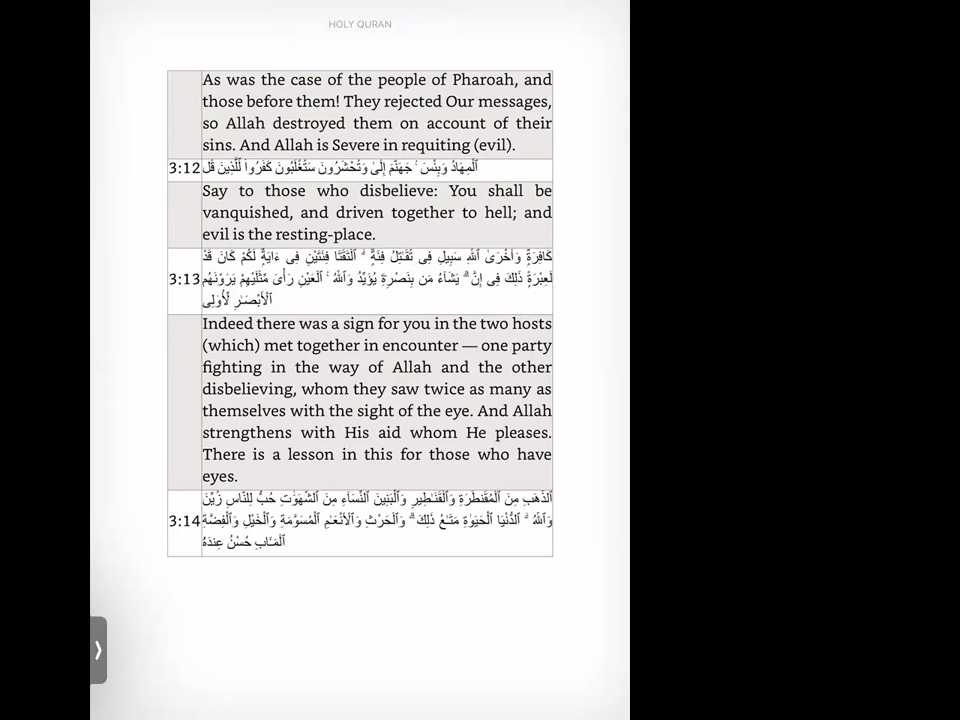 HOLY QURAN
As was the case of the people of Pharoah, and
those before them! They rejected Our messages,
so Allah destroyed them on account of their
sins. And Allah is Severe in requiting (evil).
3:12 ٱلْمِهَادُ وَبِئْسَ ۚ جَهَنَّمَ إِلَىٰ وَتُحْشَرُونَ سَتُغْلَبُونَ كَفَرُوا۟ لِّلَّذِينَ قُل
Say to those who disbelieve: You shall be
vanquished, and driven together to hell; and
evil is the resting-place.
كَافِرَةٌ وَأُخْرَىٰ ٱللَّهِ سَبِيلِ فِى تُقَـٰتِلُ فِئَةٌ ۖ ٱلْتَقَتَا فِئَتَيْنِ فِى ءَايَةٌ لَكُمْ كَانَ قَدْ
3:13 لَعِبْرَةً ذَٰلِكَ فِى إِنَّ ۗ يَشَآءُ مَن بِنَصْرِهِۦ يُؤَيِّدُ وَٱللَّهُ ۚ ٱلْعَيْنِ رَأْىَ مِّثْلَيْهِمْ يَرَوْنَهُم
ٱلْأَبْصَـٰرِ لِّأُو۟لِى
Indeed there was a sign for you in the two hosts
(which) met together in encounter — one party
fighting in the way of Allah and the other
disbelieving, whom they saw twice as many as
themselves with the sight of the eye. And Allah
strengthens with His aid whom He pleases.
There is a lesson in this for those who have
eyes.
ٱلذَّهَبِ مِنَ ٱلْمُقَنطَرَةِ وَٱلْقَنَـٰطِيرِ وَٱلْبَنِينَ ٱلنِّسَآءِ مِنَ ٱلشَّهَوَٰتِ حُبُّ لِلنَّاسِ زُيِّنَ
3:14 وَٱللَّهُ ۖ ٱلدُّنْيَا ٱلْحَيَوٰةِ مَتَـٰعُ ذَٰلِكَ ۗ وَٱلْحَرْثِ وَٱلْأَنْعَـٰمِ ٱلْمُسَوَّمَةِ وَٱلْخَيْلِ وَٱلْفِضَّةِ
ٱلْمَـَٔابِ حُسْنُ عِندَهُۥ